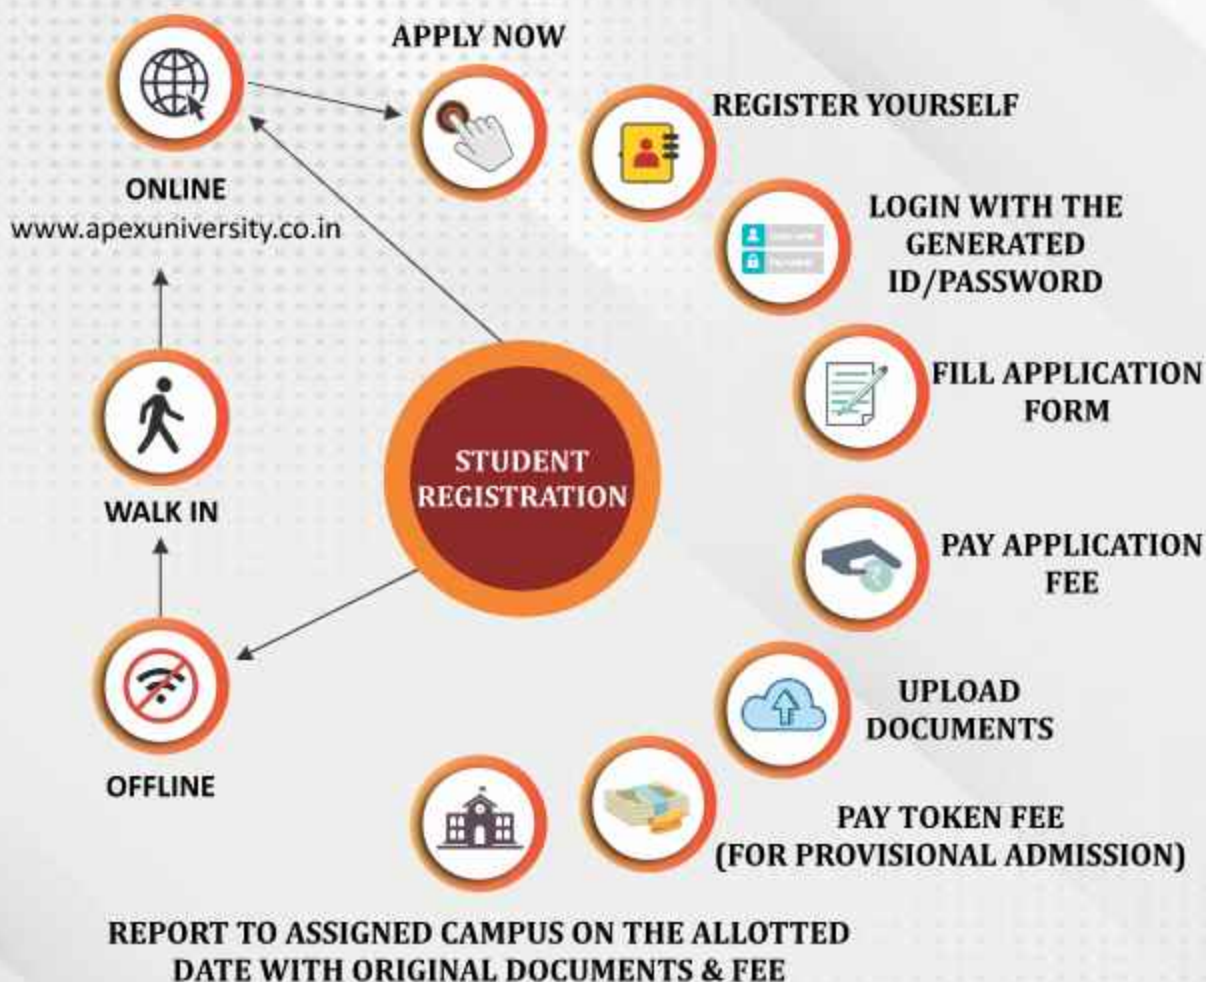 APPLY NOW
REGISTER YOURSELF
ONLINE
www.apexuniversity.co.in
LOGIN WITH THE
GENERATED
ID/PASSWORD
FILL APPLICATION
FORM
STUDENT
REGISTRATION
WALK IN
PAY APPLICATION
FEE
UPLOAD
DOCUMENTS
OFFLINE
PAY TOKEN FEE
(FOR PROVISIONAL ADMISSION)
REPORT TO ASSIGNED CAMPUS ON THE ALLOTTED
DATE WITH ORIGINAL DOCUMENTS & FEE